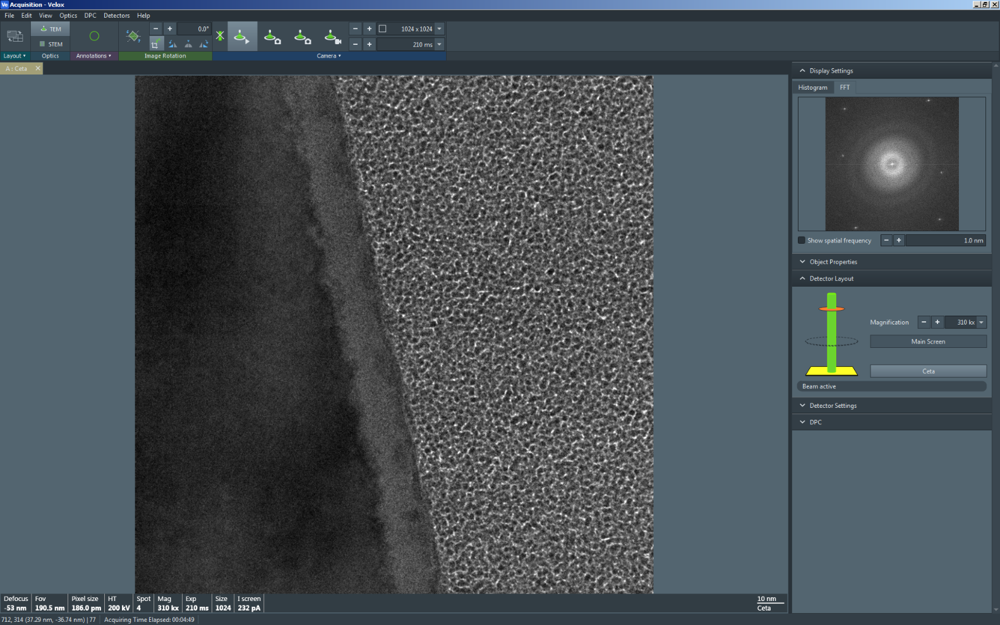 Ve Acquisition - Velox
File Edit View Optics DPC Detectors Help
TEM
STEM
0.0°
1024 x 1024
210 ms
Layout Optics Annotations Image Rotation Camera
A : Ceta
Display Settings
Histogram FFT
Show spatial frequency
1.0 nm
Object Properties
Detector Layout
Magnification
310 kx
Main Screen
Ceta
Beam active
Detector Settings
DPC
Defocus Fov Pixel size HT Spot Mag Exp Size I screen
-53 nm 190.5 nm 186.0 pm 200 kV 4 310 kx 210 ms 1024 232 pA
10 nm
Ceta
712, 314 (37.29 nm, -36.74 nm) | 77 Acquiring Time Elapsed: 00:04:49